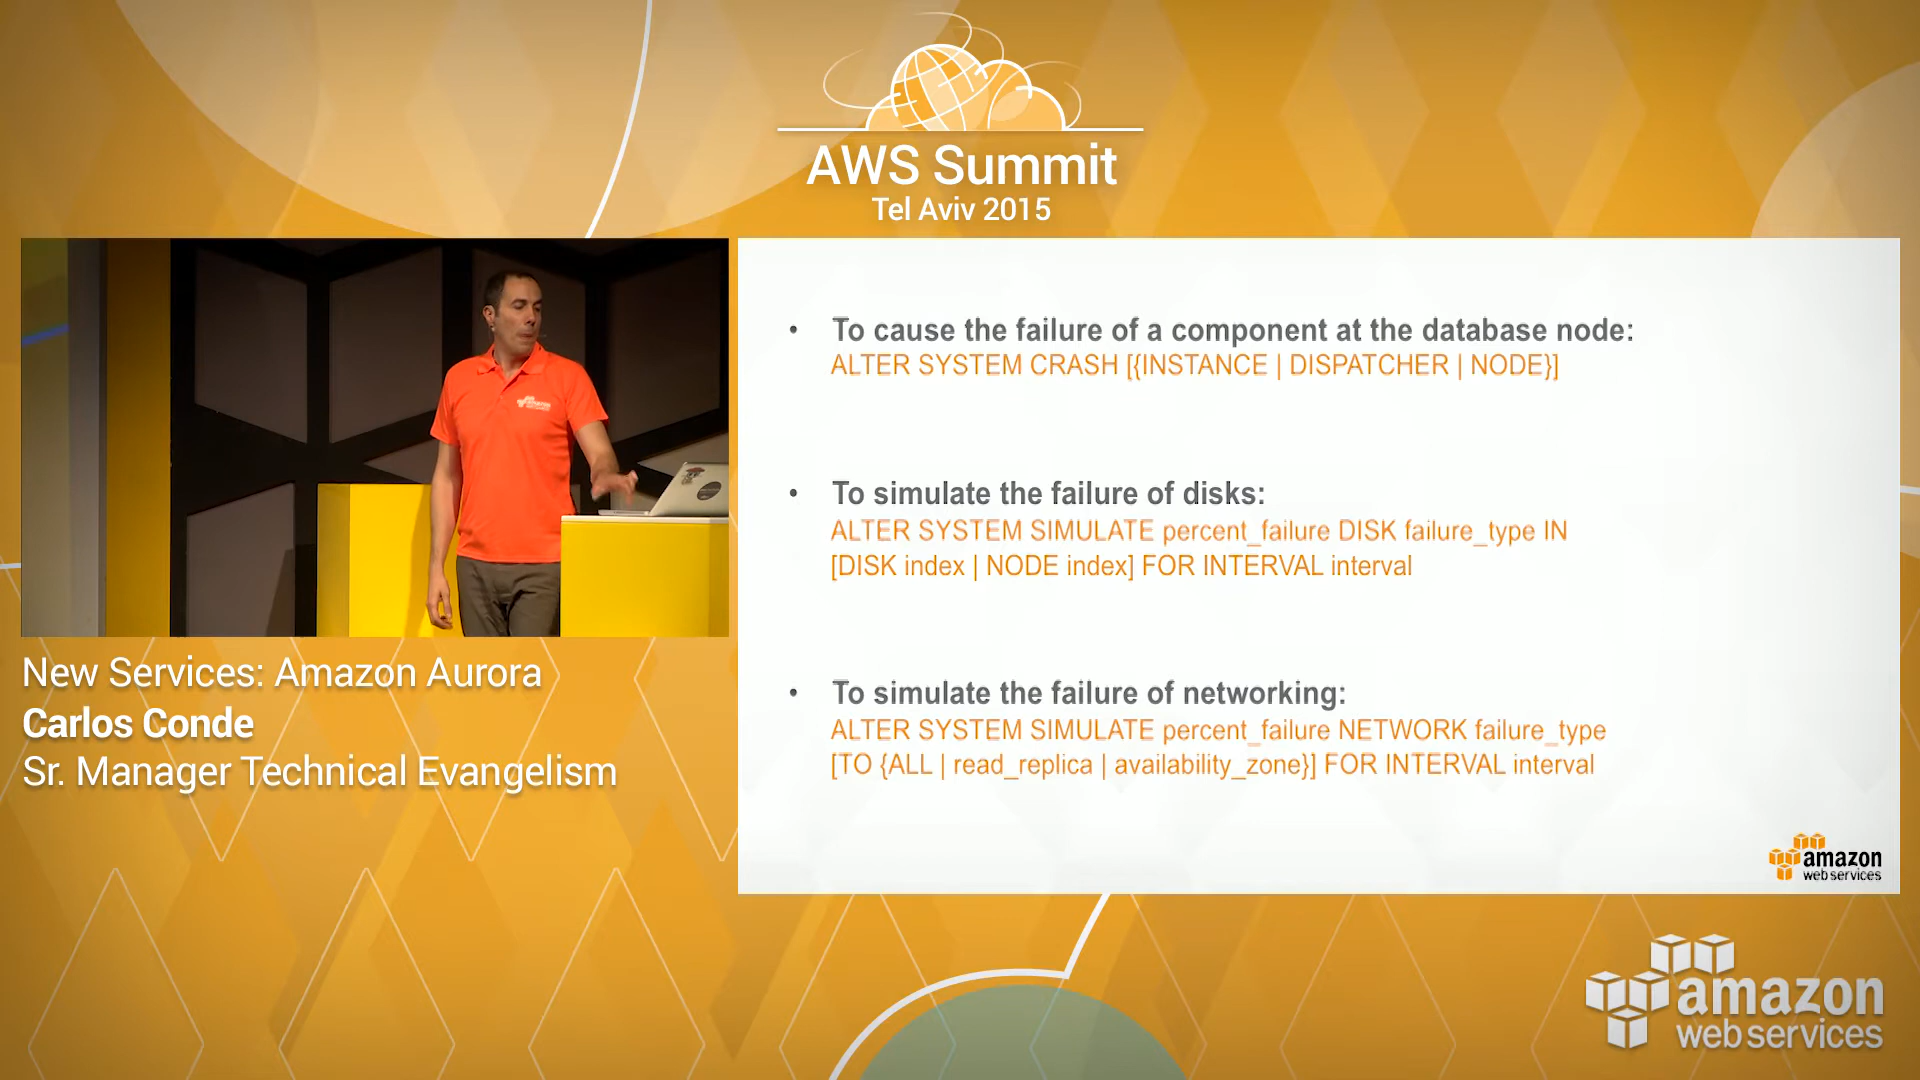 AWS Summit
Tel Aviv 2015
amazon
New Services: Amazon Aurora
Carlos Conde
Sr. Manager Technical Evangelism
• To cause the failure of a component at the database node:
ALTER SYSTEM CRASH [{INSTANCE | DISPATCHER | NODE}]
• To simulate the failure of disks:
ALTER SYSTEM SIMULATE percent_failure DISK failure_type IN
[DISK index | NODE index] FOR INTERVAL interval
• To simulate the failure of networking:
ALTER SYSTEM SIMULATE percent_failure NETWORK failure_type
[TO {ALL | read_replica | availability_zone}] FOR INTERVAL interval
amazon
web services
amazon
web services